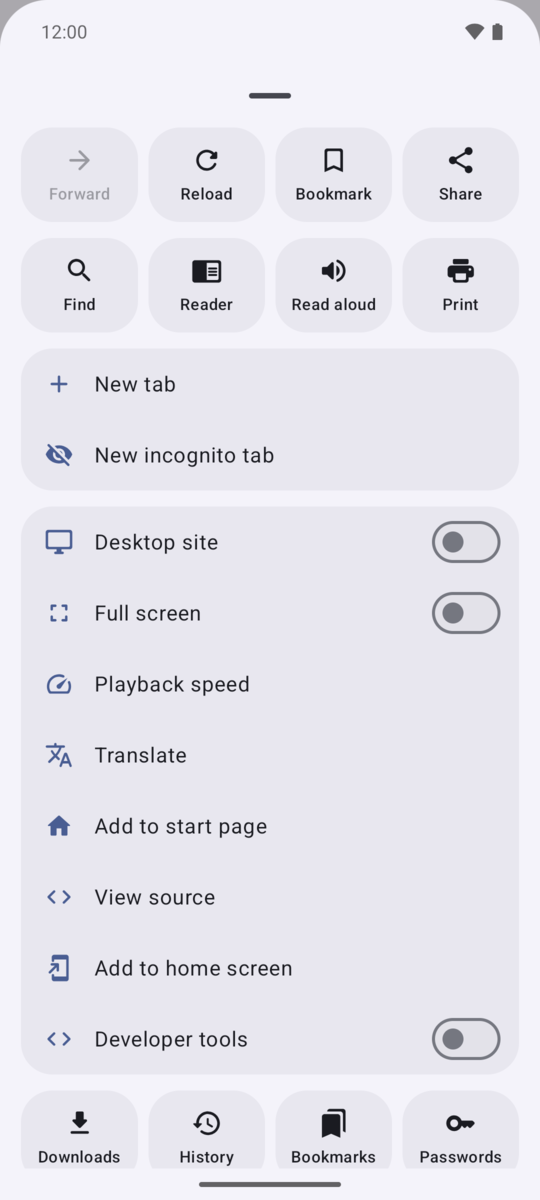 12:00
Forward
Reload
Bookmark
Share
Find
Reader
Read aloud
Print
New tab
New incognito tab
Desktop site
Full screen
Playback speed
Translate
Add to start page
View source
Add to home screen
Developer tools
Downloads
History
Bookmarks
Passwords